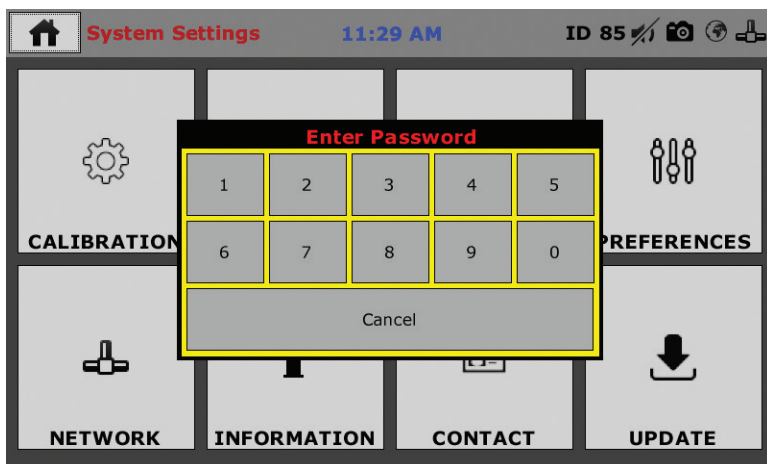 System Settings 11:29 AM ID 85
Enter Password
1 2 3 4 5
6 7 8 9 0
Cancel
CALIBRATION PREFERENCES
NETWORK INFORMATION CONTACT UPDATE